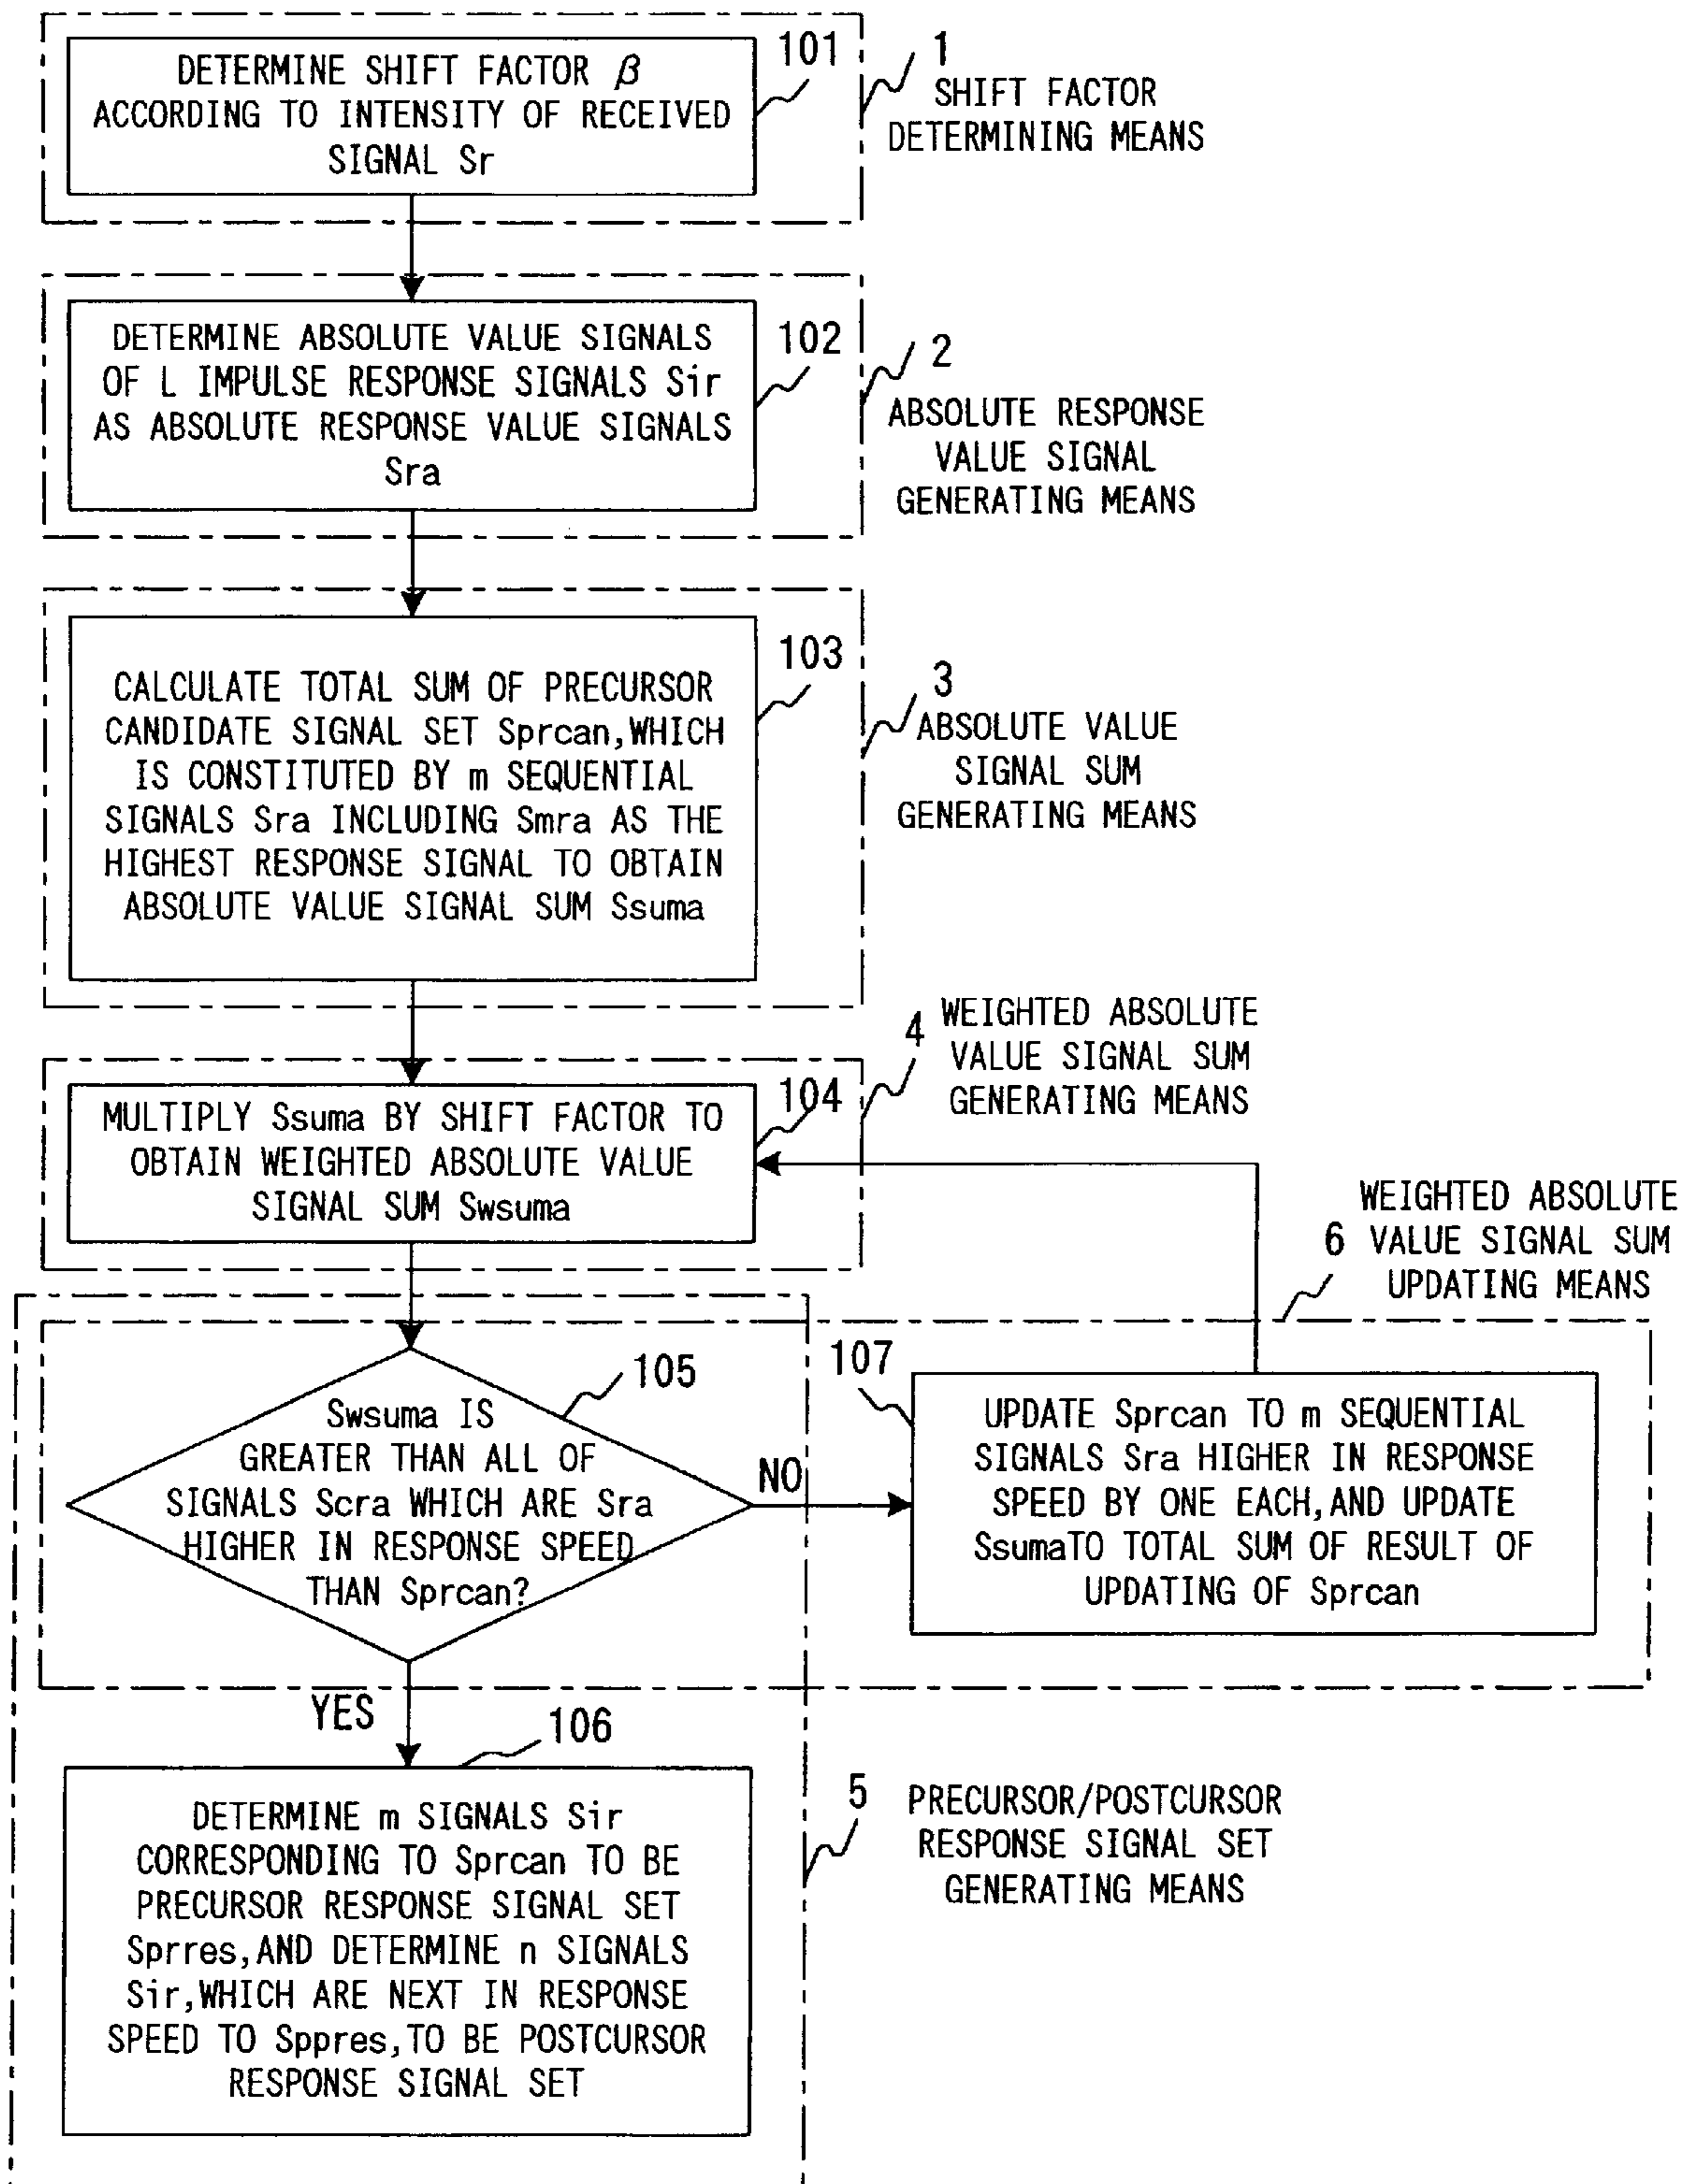 DETERMINE SHIFT FACTOR β
ACCORDING TO INTENSITY OF RECEIVED
SIGNAL Sr
101
1
SHIFT FACTOR
DETERMINING MEANS
DETERMINE ABSOLUTE VALUE SIGNALS
OF L IMPULSE RESPONSE SIGNALS Sir
AS ABSOLUTE RESPONSE VALUE SIGNALS
Sra
102
2
ABSOLUTE RESPONSE
VALUE SIGNAL
GENERATING MEANS
CALCULATE TOTAL SUM OF PRECURSOR
CANDIDATE SIGNAL SET Sprcan,WHICH
IS CONSTITUTED BY m SEQUENTIAL
SIGNALS Sra INCLUDING Smra AS THE
HIGHEST RESPONSE SIGNAL TO OBTAIN
ABSOLUTE VALUE SIGNAL SUM Ssuma
103
3
ABSOLUTE VALUE
SIGNAL SUM
GENERATING MEANS
MULTIPLY Ssuma BY SHIFT FACTOR TO
OBTAIN WEIGHTED ABSOLUTE VALUE
SIGNAL SUM Swsuma
104
4
WEIGHTED ABSOLUTE
VALUE SIGNAL SUM
GENERATING MEANS
Swsuma IS
GREATER THAN ALL OF
SIGNALS Scra WHICH ARE Sra
HIGHER IN RESPONSE SPEED
THAN Sprcan?
105
NO
YES
107
UPDATE Sprcan TO m SEQUENTIAL
SIGNALS Sra HIGHER IN RESPONSE
SPEED BY ONE EACH,AND UPDATE
SsumaTO TOTAL SUM OF RESULT OF
UPDATING OF Sprcan
6
WEIGHTED ABSOLUTE
VALUE SIGNAL SUM
UPDATING MEANS
106
DETERMINE m SIGNALS Sir
CORRESPONDING TO Sprcan TO BE
PRECURSOR RESPONSE SIGNAL SET
Sprres,AND DETERMINE n SIGNALS
Sir,WHICH ARE NEXT IN RESPONSE
SPEED TO Sppres,TO BE POSTCURSOR
RESPONSE SIGNAL SET
5
PRECURSOR/POSTCURSOR
RESPONSE SIGNAL SET
GENERATING MEANS